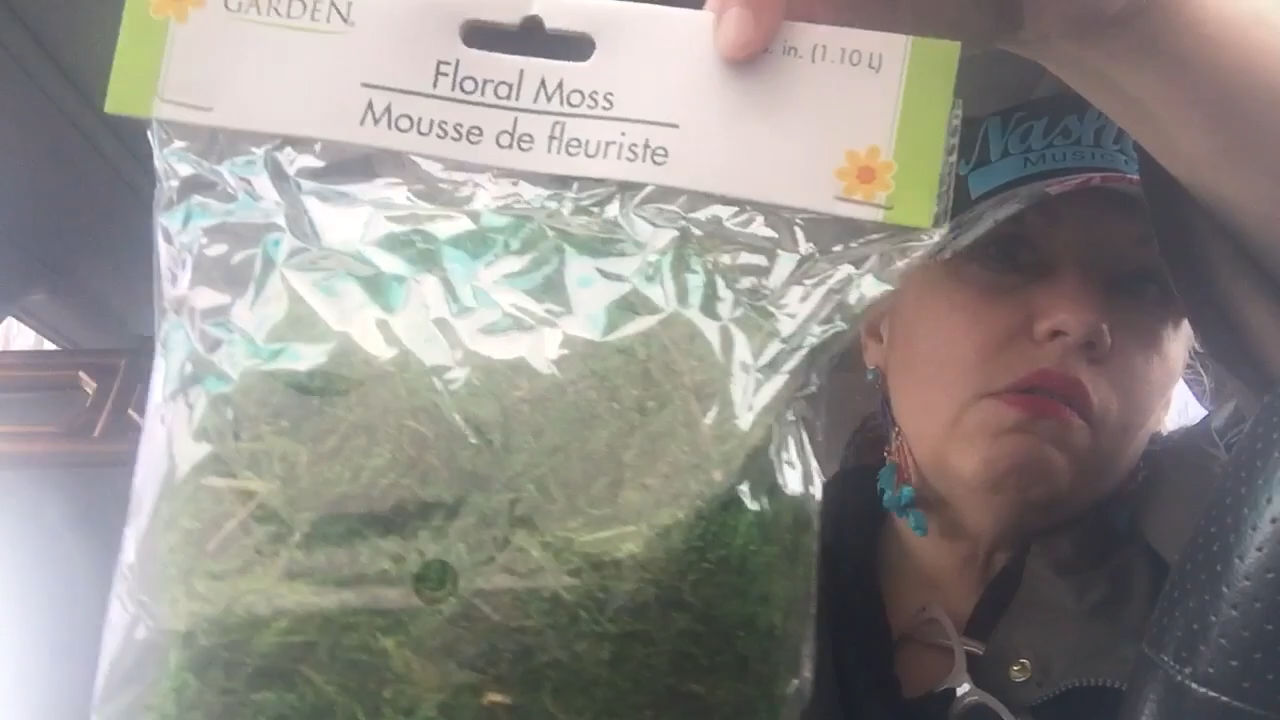 GARDEN
in. (1.10 L)
Floral Moss
Mousse de fleuriste
MUSIC